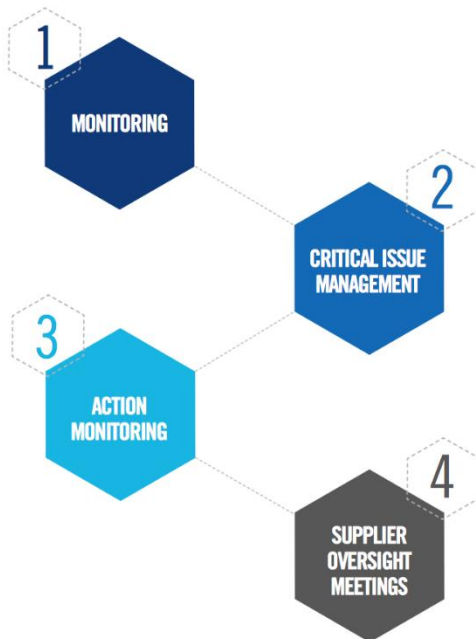 1
MONITORING
2
CRITICAL ISSUE
MANAGEMENT
3
ACTION
MONITORING
4
SUPPLIER
OVERSIGHT
MEETINGS